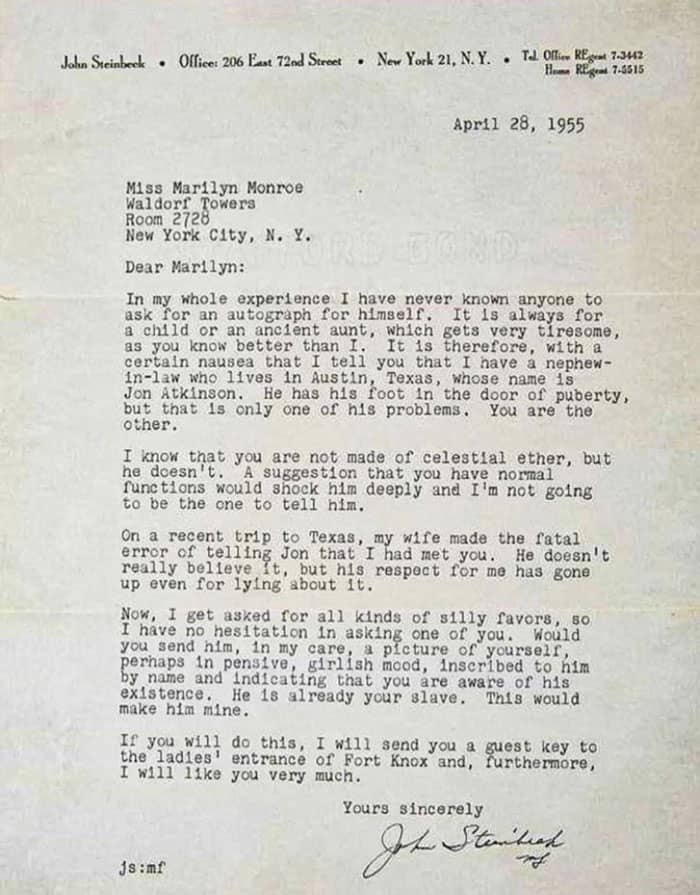 John Steinbeck • Office: 206 East 72nd Street • New York 21, N. Y. • Tel. Office REgent 7-3442
Home REgent 7-5515
April 28, 1955
Miss Marilyn Monroe
Waldorf Towers
Room 2728
New York City, N. Y.
Dear Marilyn:
In my whole experience I have never known anyone to
ask for an autograph for himself. It is always for
a child or an ancient aunt, which gets very tiresome,
as you know better than I. It is therefore, with a
certain nausea that I tell you that I have a nephew-
in-law who lives in Austin, Texas, whose name is
Jon Atkinson. He has his foot in the door of puberty,
but that is only one of his problems. You are the
other.
I know that you are not made of celestial ether, but
he doesn't. A suggestion that you have normal
functions would shock him deeply and I'm not going
to be the one to tell him.
On a recent trip to Texas, my wife made the fatal
error of telling Jon that I had met you. He doesn't
really believe it, but his respect for me has gone
up even for lying about it.
Now, I get asked for all kinds of silly favors, so
I have no hesitation in asking one of you. Would
you send him, in my care, a picture of yourself,
perhaps in pensive, girlish mood, inscribed to him
by name and indicating that you are aware of his
existence. He is already your slave. This would
make him mine.
If you will do this, I will send you a guest key to
the ladies' entrance of Fort Knox and, furthermore,
I will like you very much.
Yours sincerely
John Steinbeck
mf
js:mf